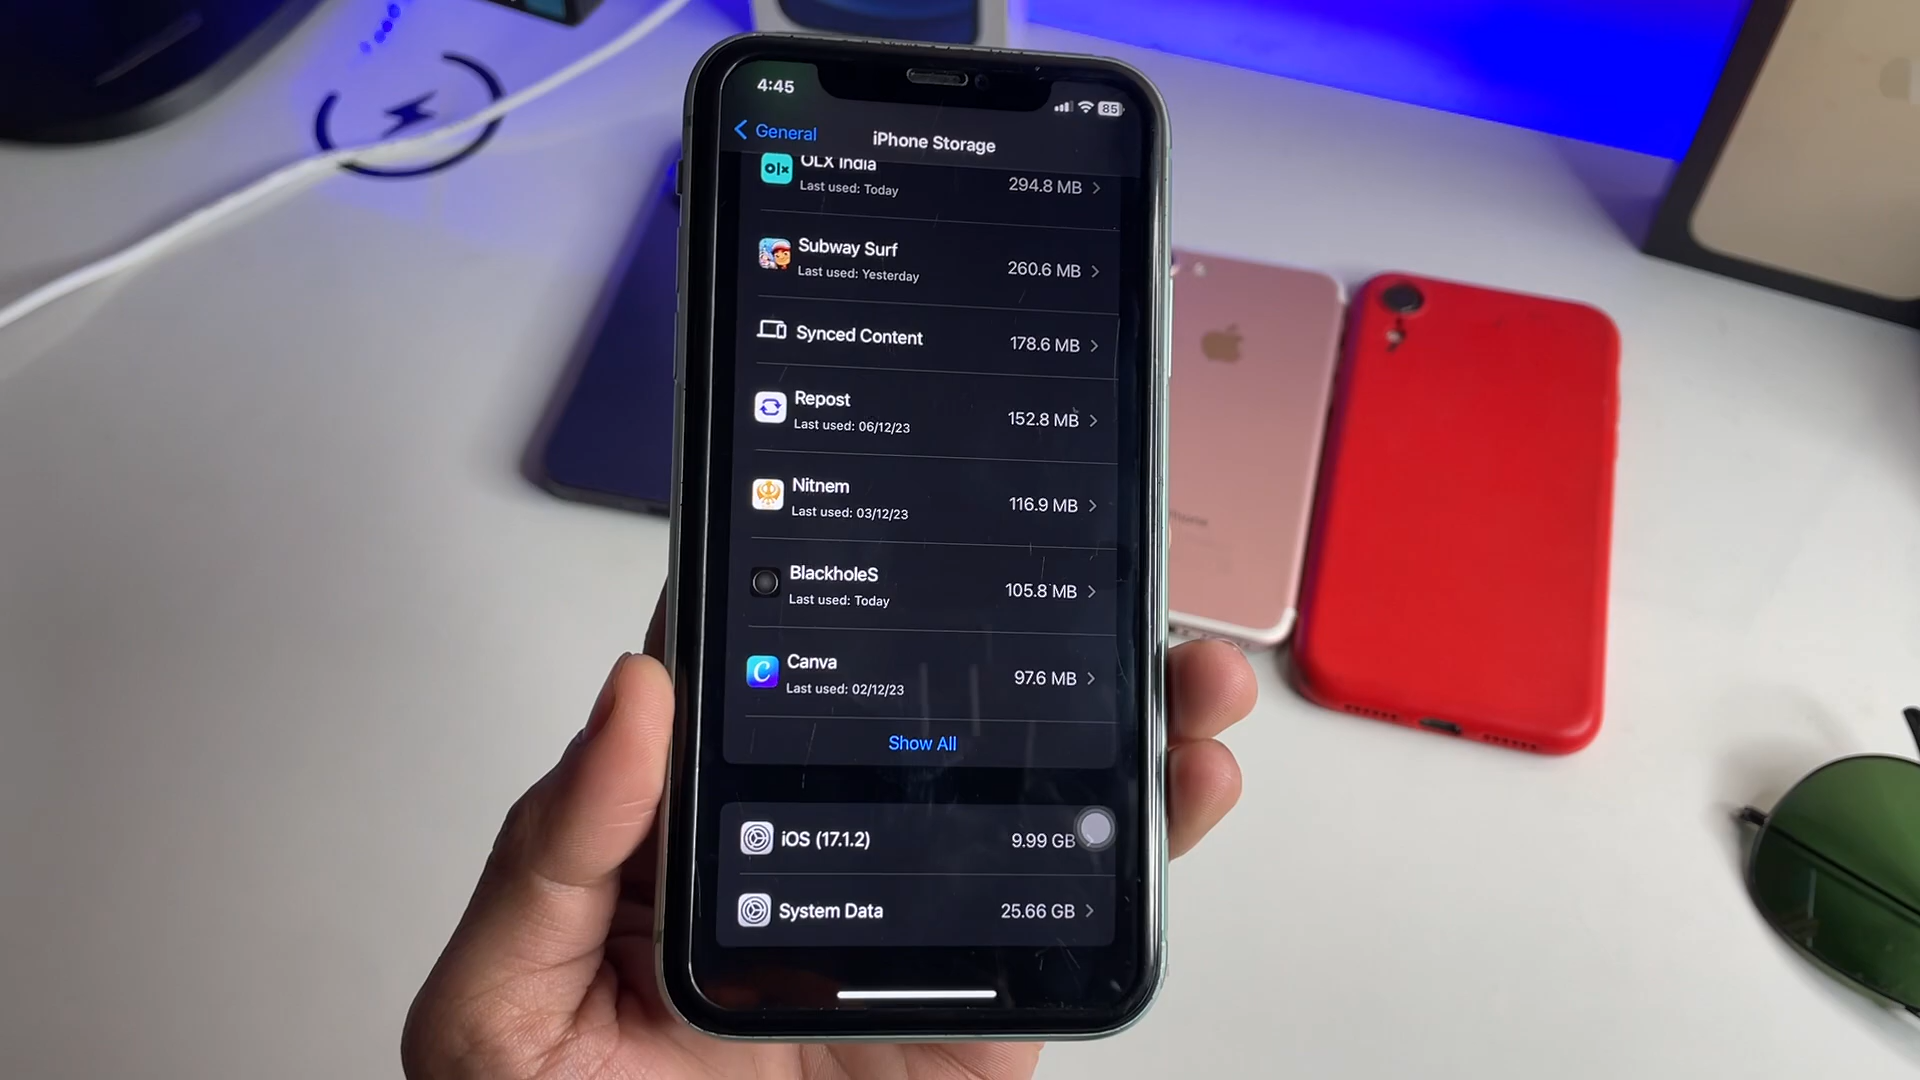 4:45
85
General
iPhone Storage
OLX India
olx
Last used: Today
294.8 MB
Subway Surf
Last used: Yesterday
260.6 MB
Synced Content
178.6 MB
Repost
Last used: 06/12/23
152.8 MB
Nitnem
Last used: 03/12/23
116.9 MB
BlackholeS
Last used: Today
105.8 MB
Canva
C
Last used: 02/12/23
97.6 MB
Show All
iOS (17.1.2)
9.99 GB
System Data
25.66 GB